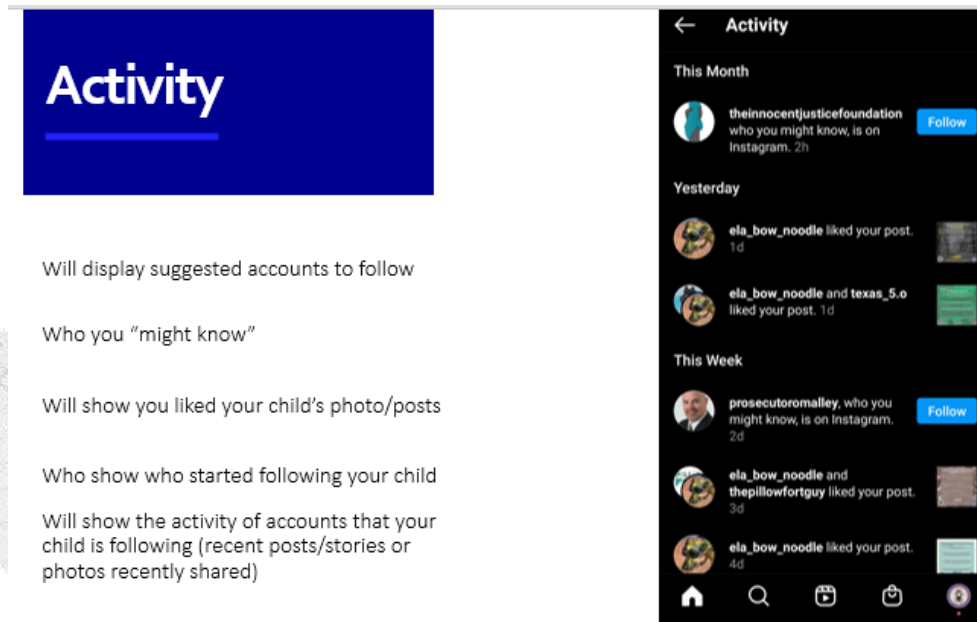 Activity
Will display suggested accounts to follow
Who you “might know”
Will show you liked your child’s photo/posts
Who show who started following your child
Will show the activity of accounts that your
child is following (recent posts/stories or
photos recently shared)
Activity
This Month
theinnocentjusticefoundation
who you might know, is on
Instagram. 2h
Follow
Yesterday
ela_bow_noodle liked your post.
1d
ela_bow_noodle and texas_5.o
liked your post. 1d
This Week
prosecutoromalley, who you
might know, is on Instagram.
2d
Follow
ela_bow_noodle and
thepillowfortguy liked your post.
3d
ela_bow_noodle liked your post.
4d